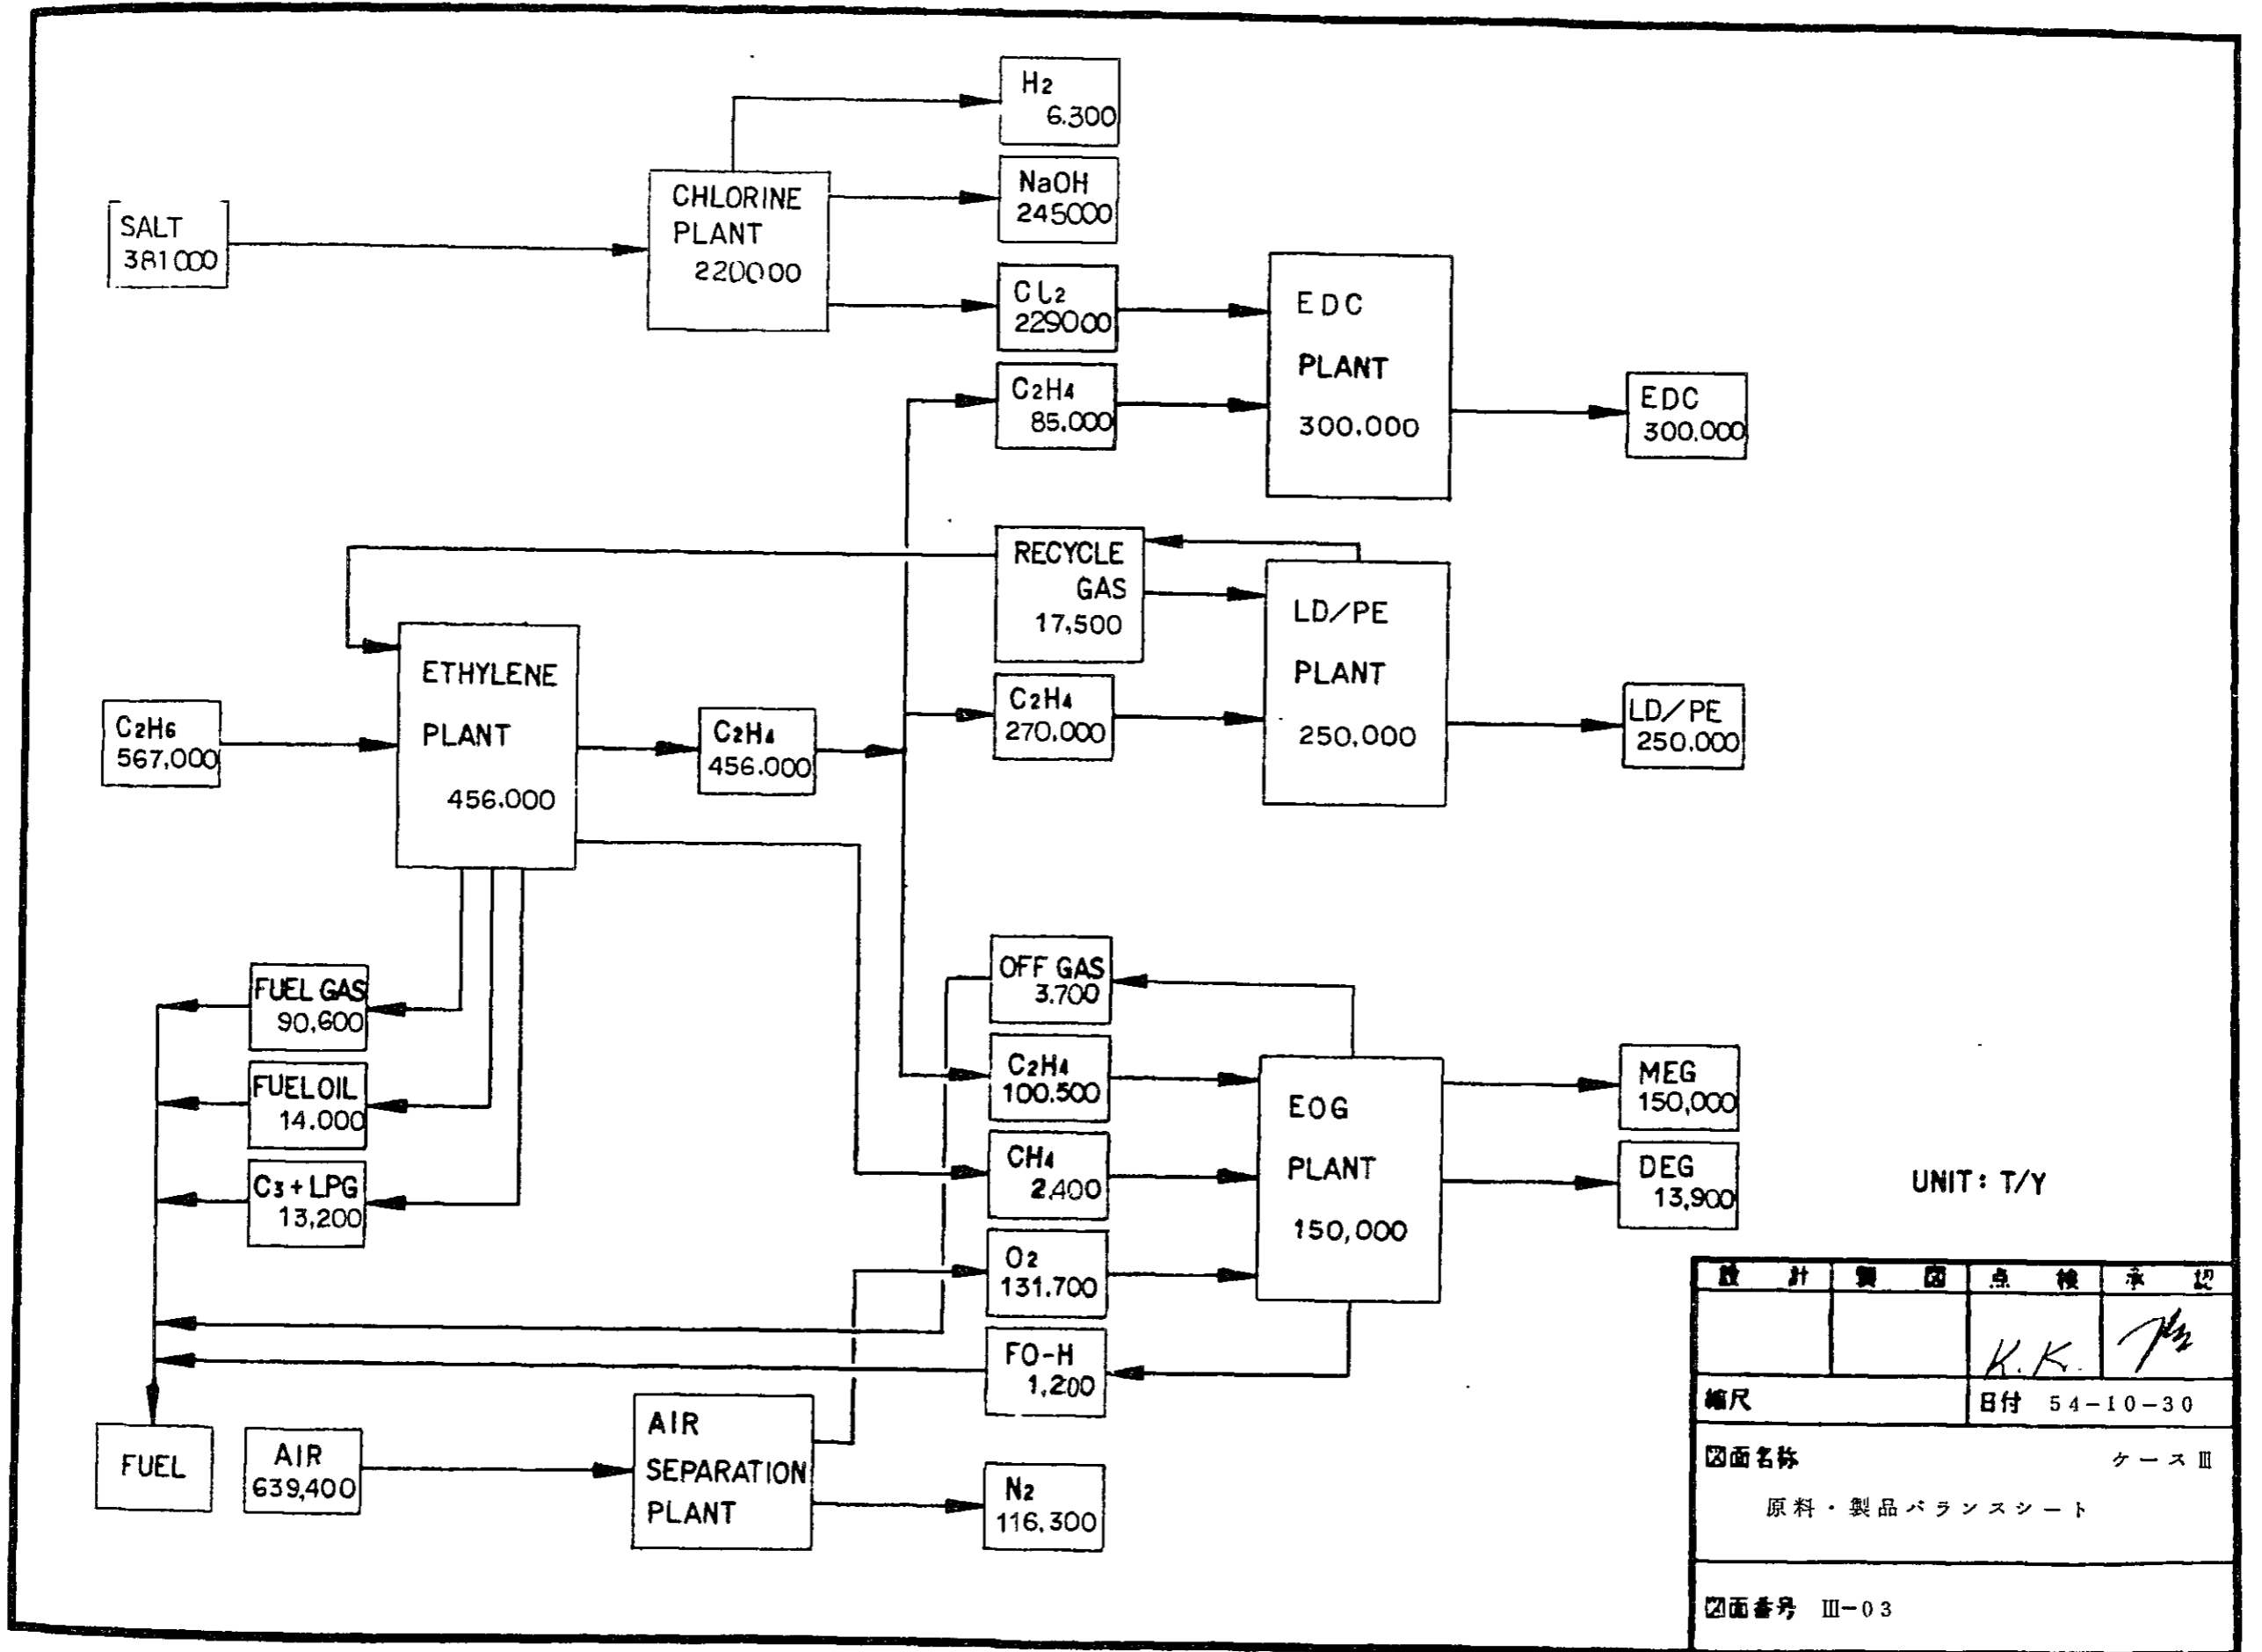 H2
6.300
NaOH
245000
CHLORINE
PLANT
220000
SALT
381000
Cl2
229000
EDC
PLANT
300.000
C2H4
85.000
EDC
300.000
RECYCLE
GAS
17,500
LD/PE
PLANT
250,000
ETHYLENE
PLANT
456.000
C2H6
567,000
C2H4
456.000
C2H4
270.000
LD/PE
250.000
OFF GAS
3.700
FUEL GAS
90,600
C2H4
100.500
EOG
PLANT
150,000
MEG
150,000
FUEL OIL
14.000
CH4
2,400
DEG
13,900
C3+LPG
13,200
UNIT: T/Y
O2
131.700
FO-H
1,200
FUEL
AIR
639,400
AIR
SEPARATION
PLANT
N2
116.300
設計 製図 点検 承認
K.K.
縮尺 日付 54-10-30
図面名称 ケースⅢ
原料・製品バランスシート
図面番号 Ⅲ-03